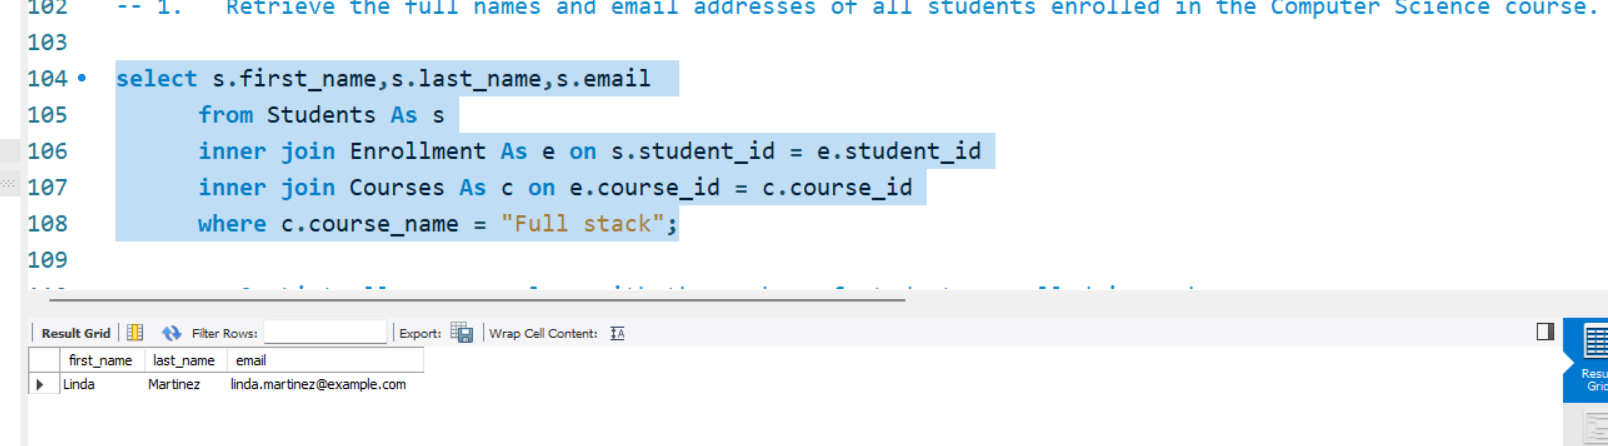 102 -- 1. Retrieve the full names and email addresses of all students enrolled in the Computer Science course.
103
104 select s.first_name,s.last_name,s.email
105 from Students As s
106 inner join Enrollment As e on s.student_id = e.student_id
107 inner join Courses As c on e.course_id = c.course_id
108 where c.course_name = "Full stack";
109
Result Grid Filter Rows: Export: Wrap Cell Content:
first_name last_name email
Linda Martinez linda.martinez@example.com